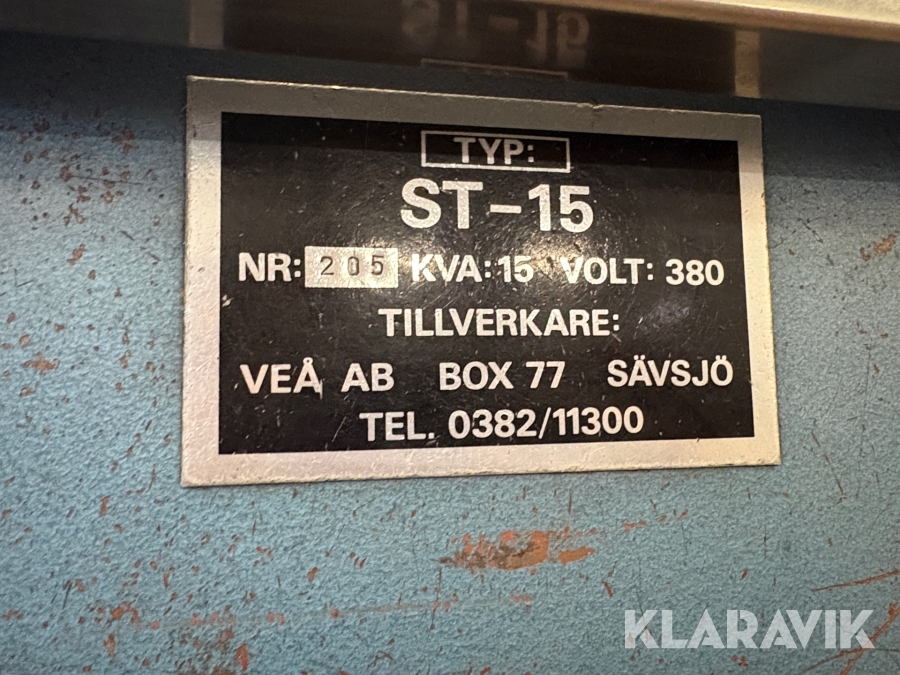 TYP:
ST-15
NR: 205 KVA: 15 VOLT: 380
TILLVERKARE:
VEÅ AB BOX 77 SÄVSJÖ
TEL. 0382/11300
KLARAVIK